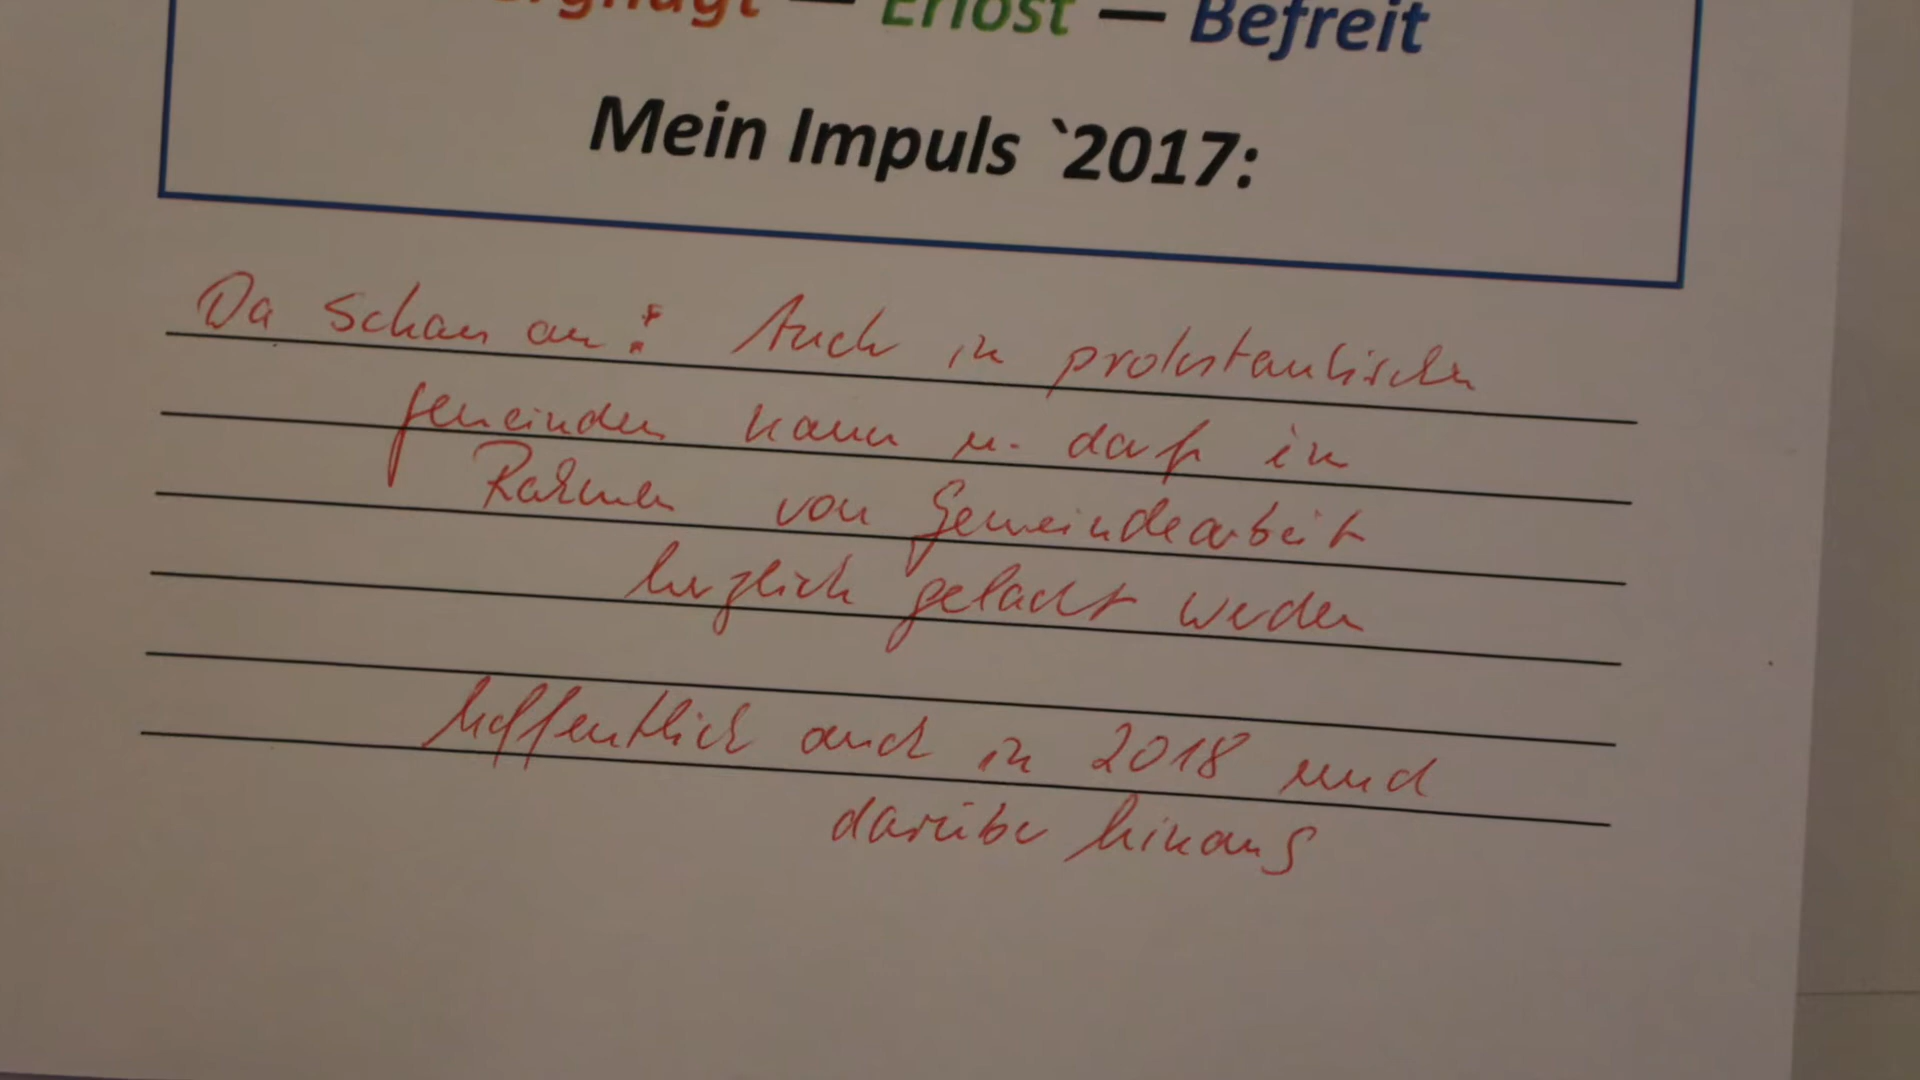 Vergnügt — Erlöst — Befreit
Mein Impuls `2017:
Da schau an: Auch in protestantischen
Gemeinden kann u. darf im
Rahmen von Gemeindearbeit
herzlich gelacht werden
hoffentlich auch in 2018 und
darüber hinaus